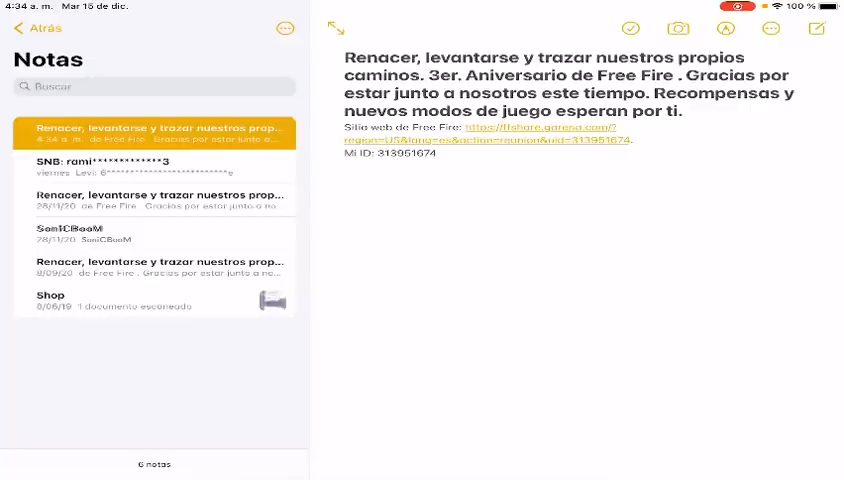 4:34 a. m. Mar 15 de dic.
100 %
Atrás
Notas
Buscar
Renacer, levantarse y trazar nuestros prop...
4:34 a. m. de Free Fire . Gracias por estar junto a...
SNB: rami*************3
viernes Levi: 6**********************e
Renacer, levantarse y trazar nuestros prop...
28/11/20 de Free Fire . Gracias por estar junto a no...
SoniCBooM
28/11/20 SoniCBooM
Renacer, levantarse y trazar nuestros prop...
8/09/20 de Free Fire . Gracias por estar junto a no...
Shop
8/06/19 1 documento escaneado
6 notas
Renacer, levantarse y trazar nuestros propios
caminos. 3er. Aniversario de Free Fire . Gracias por
estar junto a nosotros este tiempo. Recompensas y
nuevos modos de juego esperan por ti.
Sitio web de Free Fire: https://ffshare.garena.com/?
region=US&lang=es&action=reunion&uid=313951674.
Mi ID: 313951674